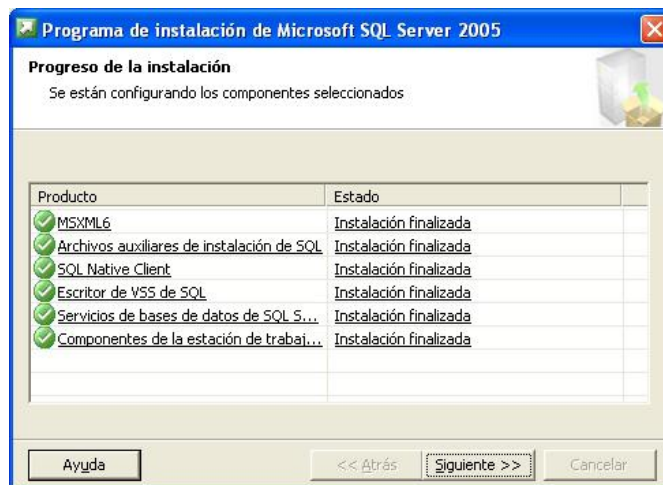 Programa de instalación de Microsoft SQL Server 2005
Progreso de la instalación
Se están configurando los componentes seleccionados
Producto Estado
MSXML6 Instalación finalizada
Archivos auxiliares de instalación de SQL Instalación finalizada
SQL Native Client Instalación finalizada
Escritor de VSS de SQL Instalación finalizada
Servicios de bases de datos de SQL S... Instalación finalizada
Componentes de la estación de trabaj... Instalación finalizada
Ayuda << Atrás Siguiente >> Cancelar